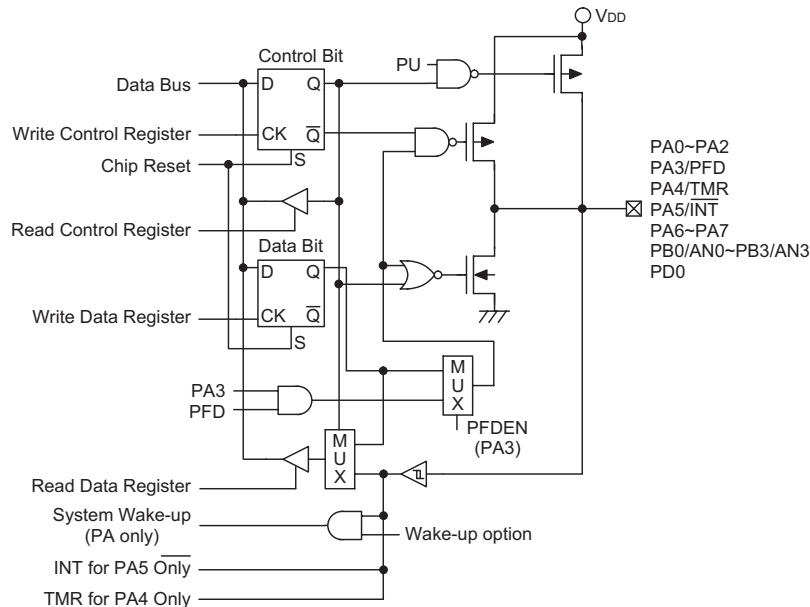 VDD
Control Bit
PU
Data Bus
D
Q
Write Control Register
CK
Q̅
S
Chip Reset
Read Control Register
Data Bit
D
Q
Write Data Register
CK
Q̅
S
PA0~PA2
PA3/PFD
PA4/TMR
PA5/I̅N̅T̅
PA6~PA7
PB0/AN0~PB3/AN3
PD0
M
U
X
PA3
PFD
PFDEN
(PA3)
M
U
X
Read Data Register
System Wake-up
(PA only)
Wake-up option
INT for PA5 O̅n̅l̅y̅
TMR for PA4 Only